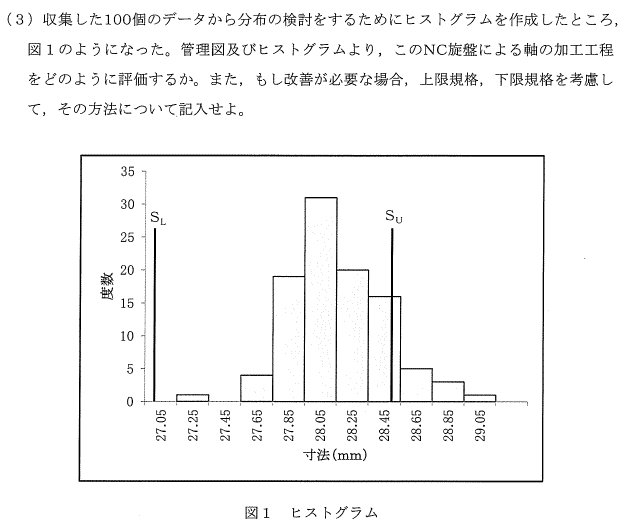 （3）収集した100個のデータから分布の検討をするためにヒストグラムを作成したところ，
図1のようになった。管理図及びヒストグラムより，このNC旋盤による軸の加工工程
をどのように評価するか。また，もし改善が必要な場合，上限規格，下限規格を考慮し
て，その方法について記入せよ。
35
30
25
20
15
10
5
0
度数
SL
SU
27.05
27.25
27.45
27.65
27.85
28.05
28.25
28.45
28.65
28.85
29.05
寸法(mm)
図1　ヒストグラム